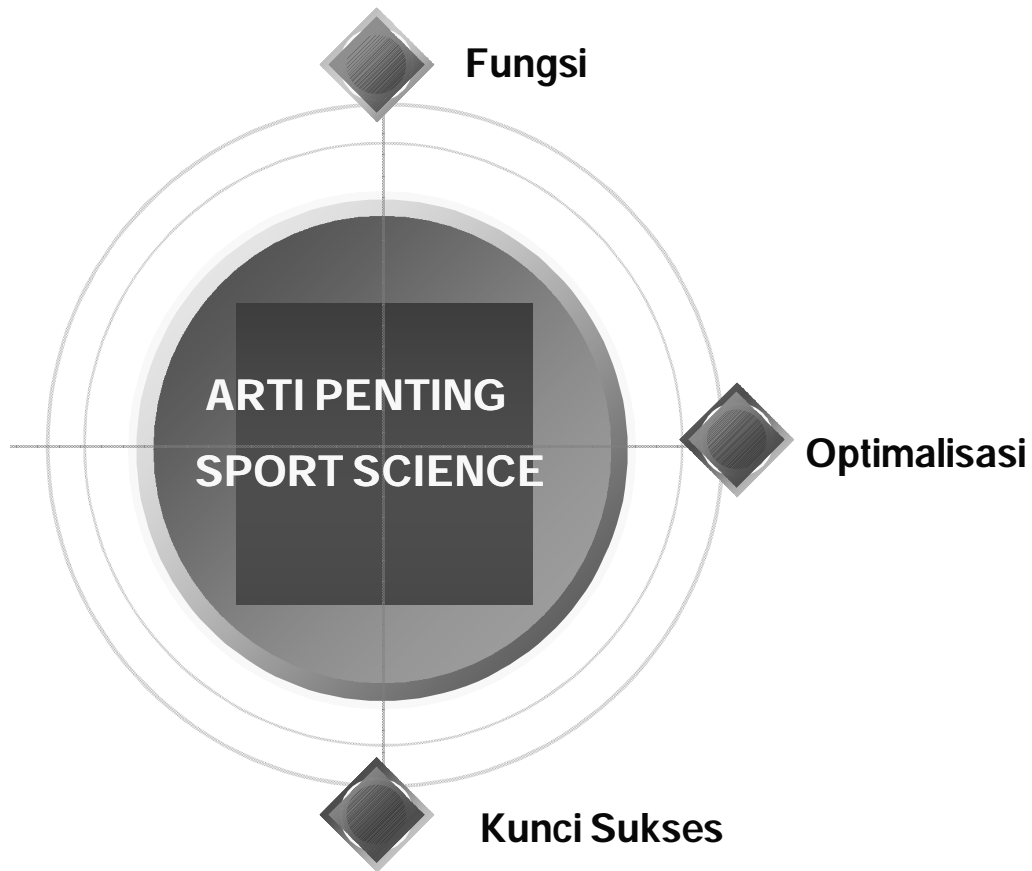 Fungsi
ARTI PENTING
SPORT SCIENCE
Optimalisasi
Kunci Sukses